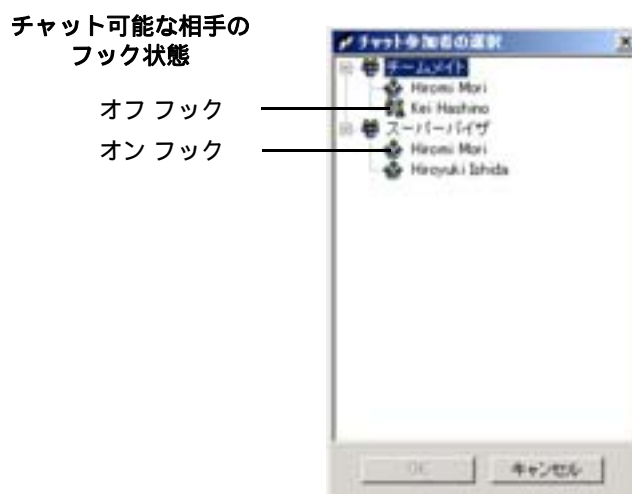 チャット可能な相手の
フック状態
オフ フック
オン フック
チャット参加者の選択
チームメイト
Hiromi Mori
Kei Hashino
スーパーバイザ
Hiromi Mori
Hiroyuki Ishida
OK
キャンセル